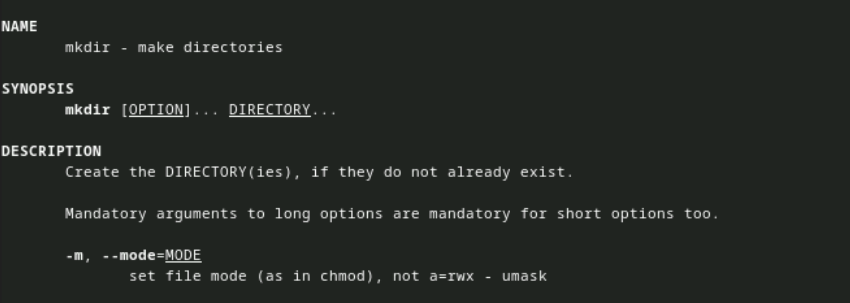 NAME
mkdir - make directories
SYNOPSIS
mkdir [OPTION]... DIRECTORY...
DESCRIPTION
Create the DIRECTORY(ies), if they do not already exist.
Mandatory arguments to long options are mandatory for short options too.
-m, --mode=MODE
set file mode (as in chmod), not a=rwx - umask